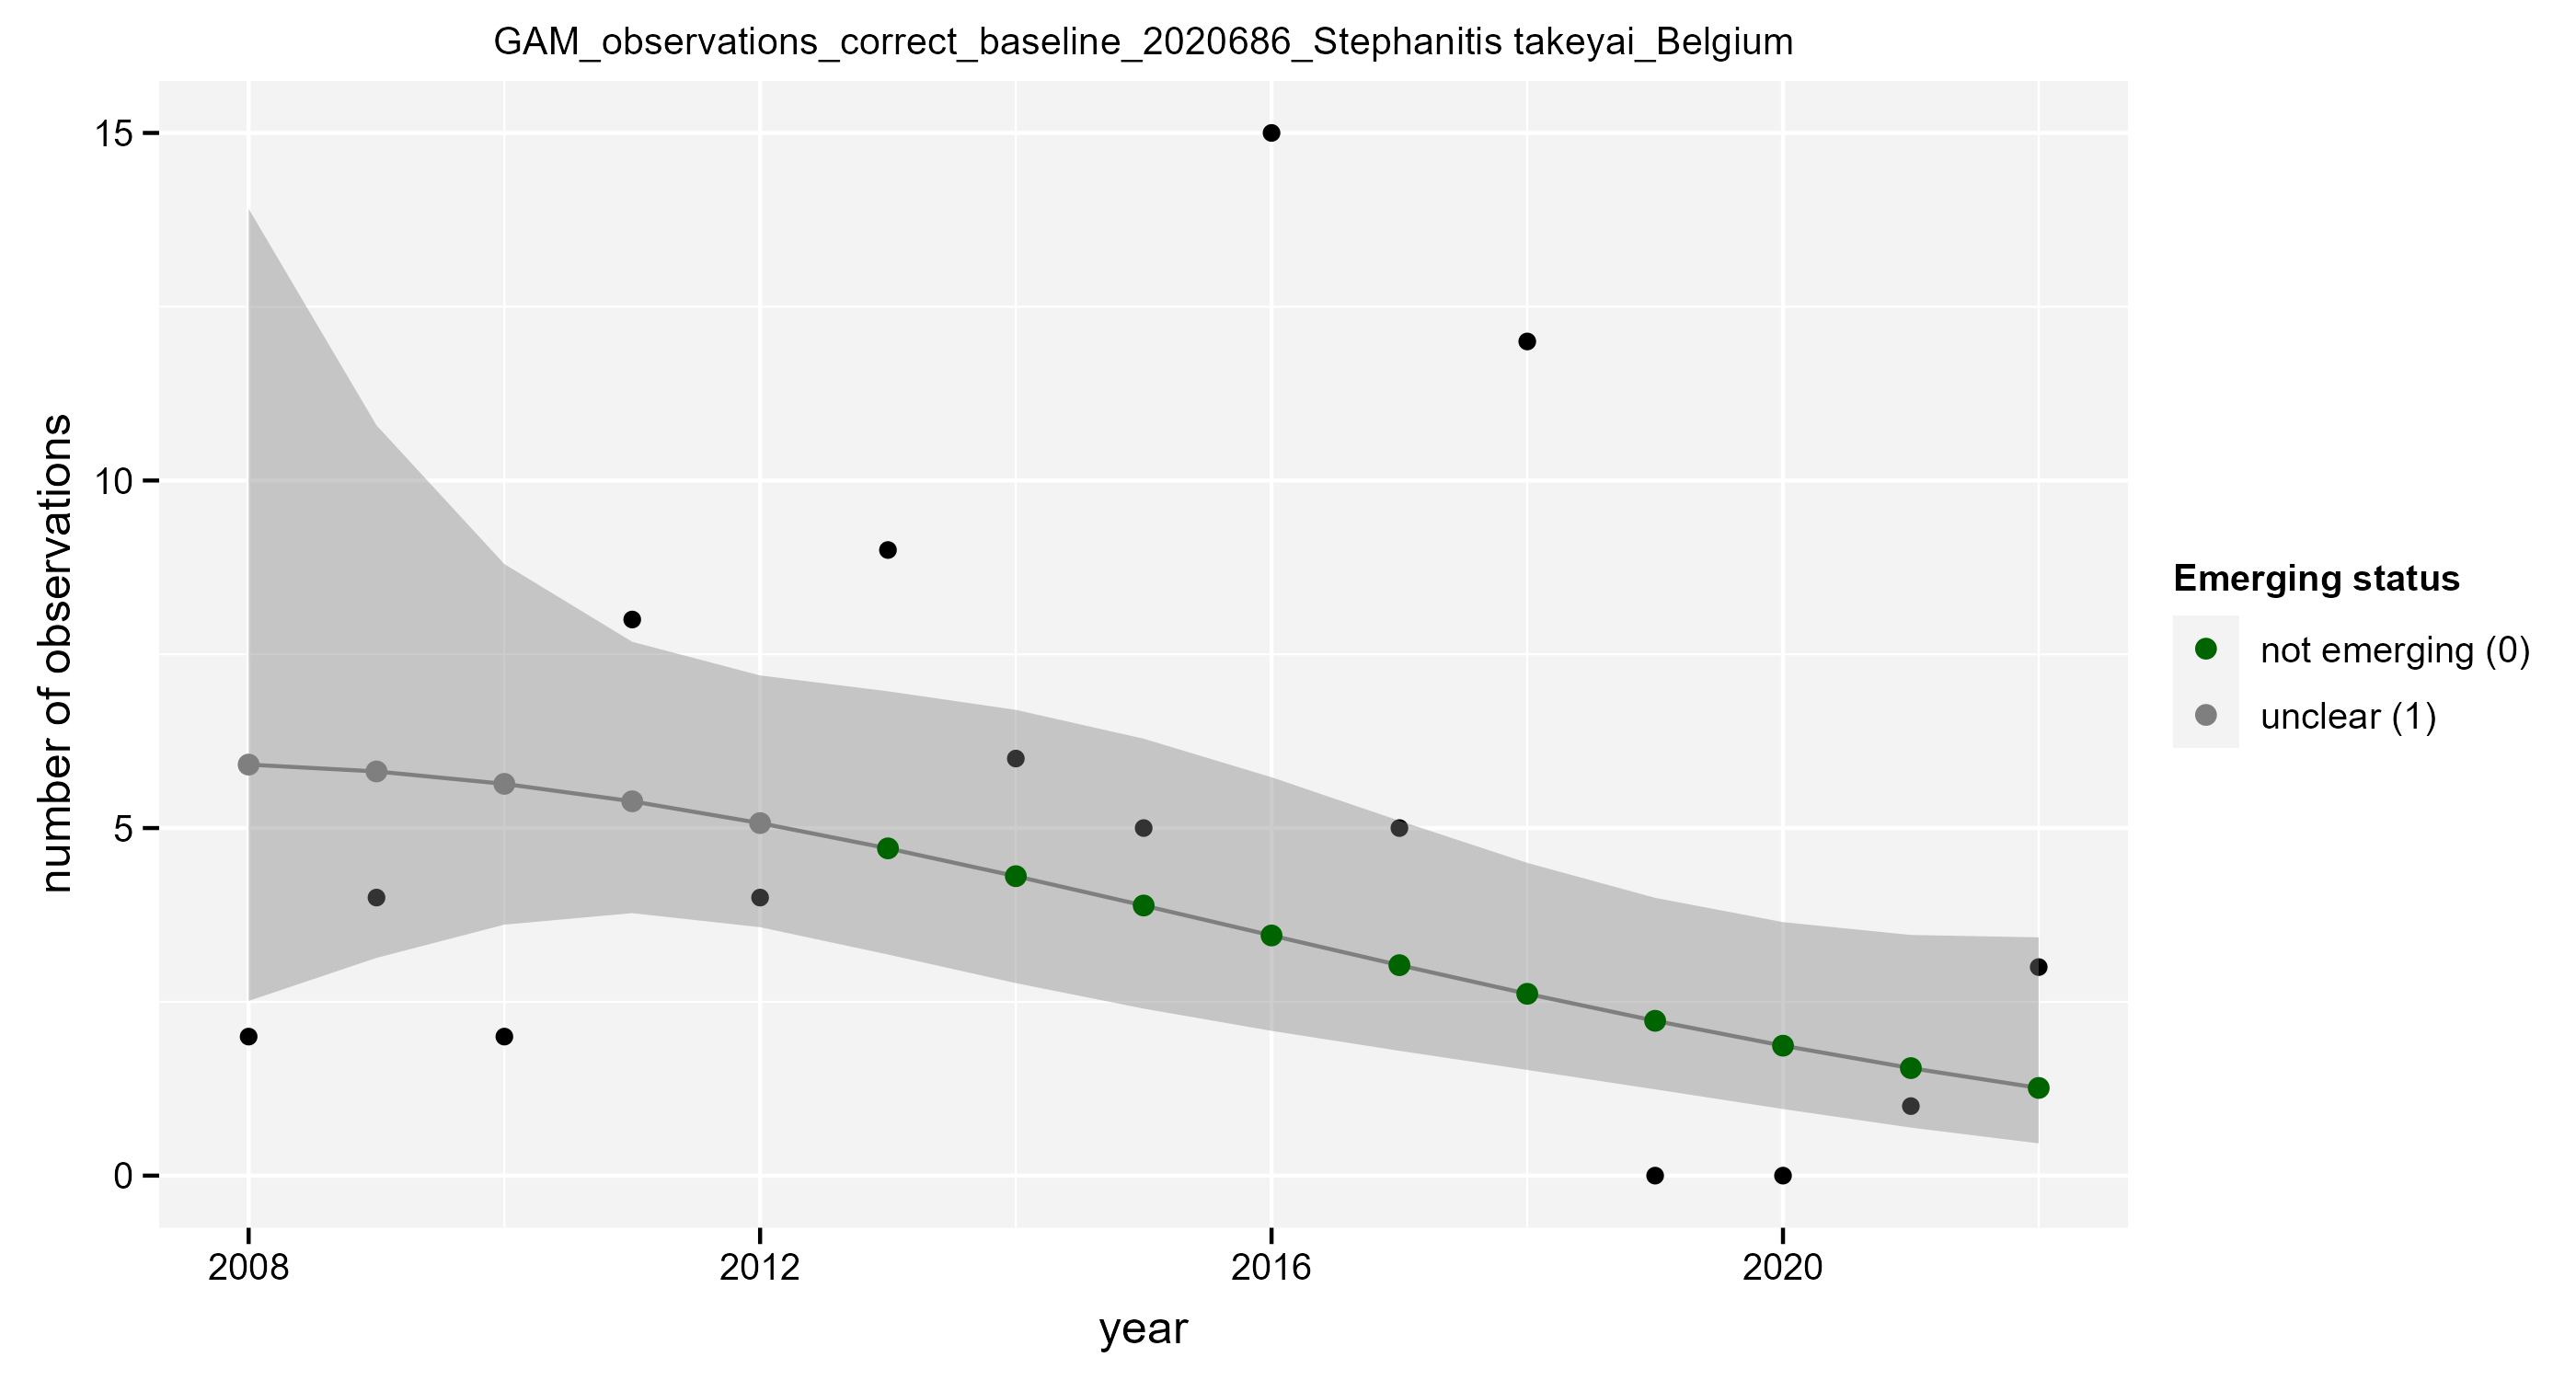 GAM_observations_correct_baseline_2020686_Stephanitis takeyai_Belgium
15
10
5
0
number of observations
2008
2012
2016
2020
year
Emerging status
not emerging (0)
unclear (1)